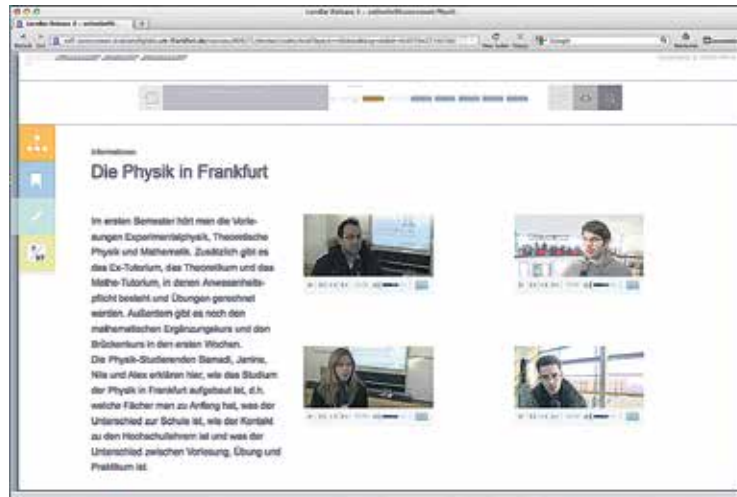 Informationen
Die Physik in Frankfurt
Im ersten Semester hört man die Vorle-
sungen Experimentalphysik, Theoretische
Physik und Mathematik. Zusätzlich gibt es
das Ex-Tutorium, das Theoretikum und das
Mathe-Tutorium, in denen Anwesenheits-
pflicht besteht und Übungen gerechnet
werden. Außerdem gibt es noch den
mathematischen Ergänzungskurs und den
Brückenkurs in den ersten Wochen.
Die Physik-Studierenden Samadi, Janine,
Nils und Alex erklären hier, wie das Studium
der Physik in Frankfurt aufgebaut ist, d.h.
welche Fächer man zu Anfang hat, was der
Unterschied zur Schule ist, wie der Kontakt
zu den Hochschullehrern ist und was der
Unterschied zwischen Vorlesung, Übung und
Praktikum ist.